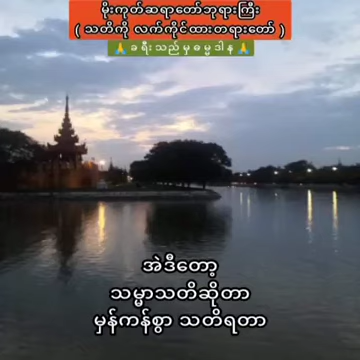 မိုးကုတ်ဆရာတော်ဘုရားကြီး
( သတိကို လက်ကိုင်ထားတရားတော် )
🙏 ခရီးသည်မှဓမ္မဒါန 🙏
အဲဒီတော့
သမ္မာသတိဆိုတာ
မှန်ကန်စွာ သတိရတာ